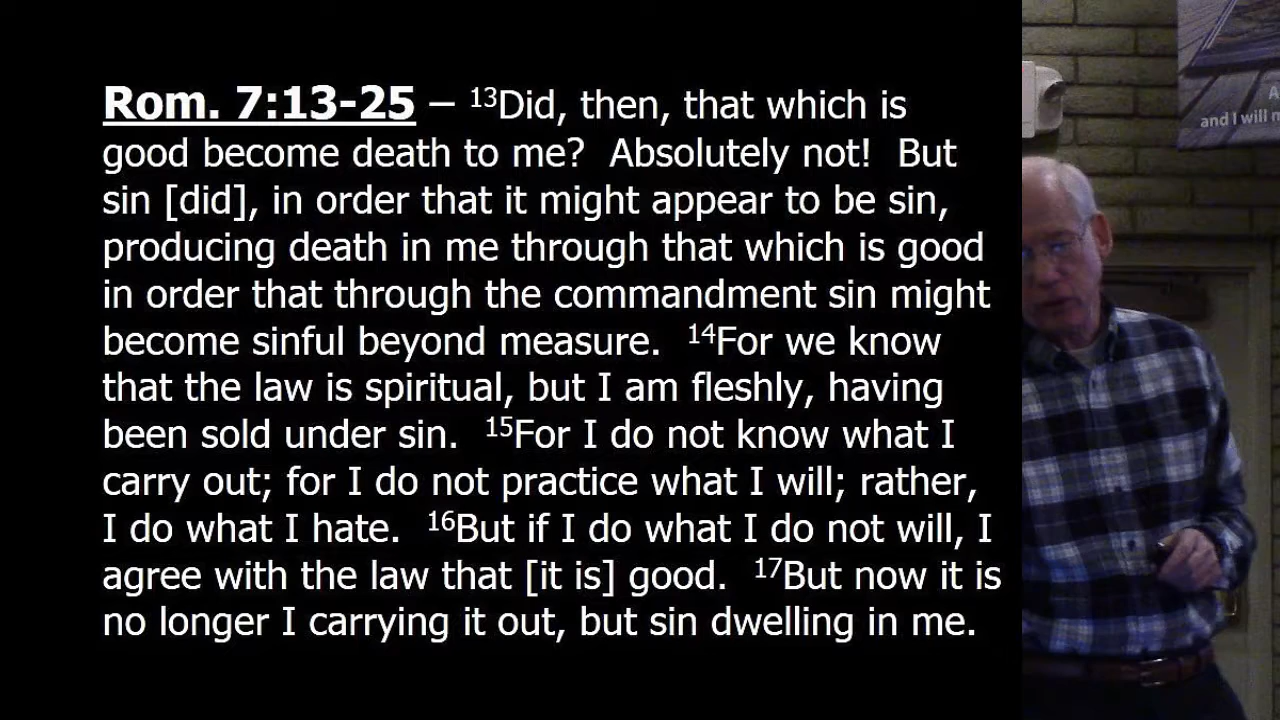 Rom. 7:13-25 – ¹³Did, then, that which is
good become death to me?  Absolutely not!  But
sin [did], in order that it might appear to be sin,
producing death in me through that which is good
in order that through the commandment sin might
become sinful beyond measure.  ¹⁴For we know
that the law is spiritual, but I am fleshly, having
been sold under sin.  ¹⁵For I do not know what I
carry out; for I do not practice what I will; rather,
I do what I hate.  ¹⁶But if I do what I do not will, I
agree with the law that [it is] good.  ¹⁷But now it is
no longer I carrying it out, but sin dwelling in me.
A
and I will m